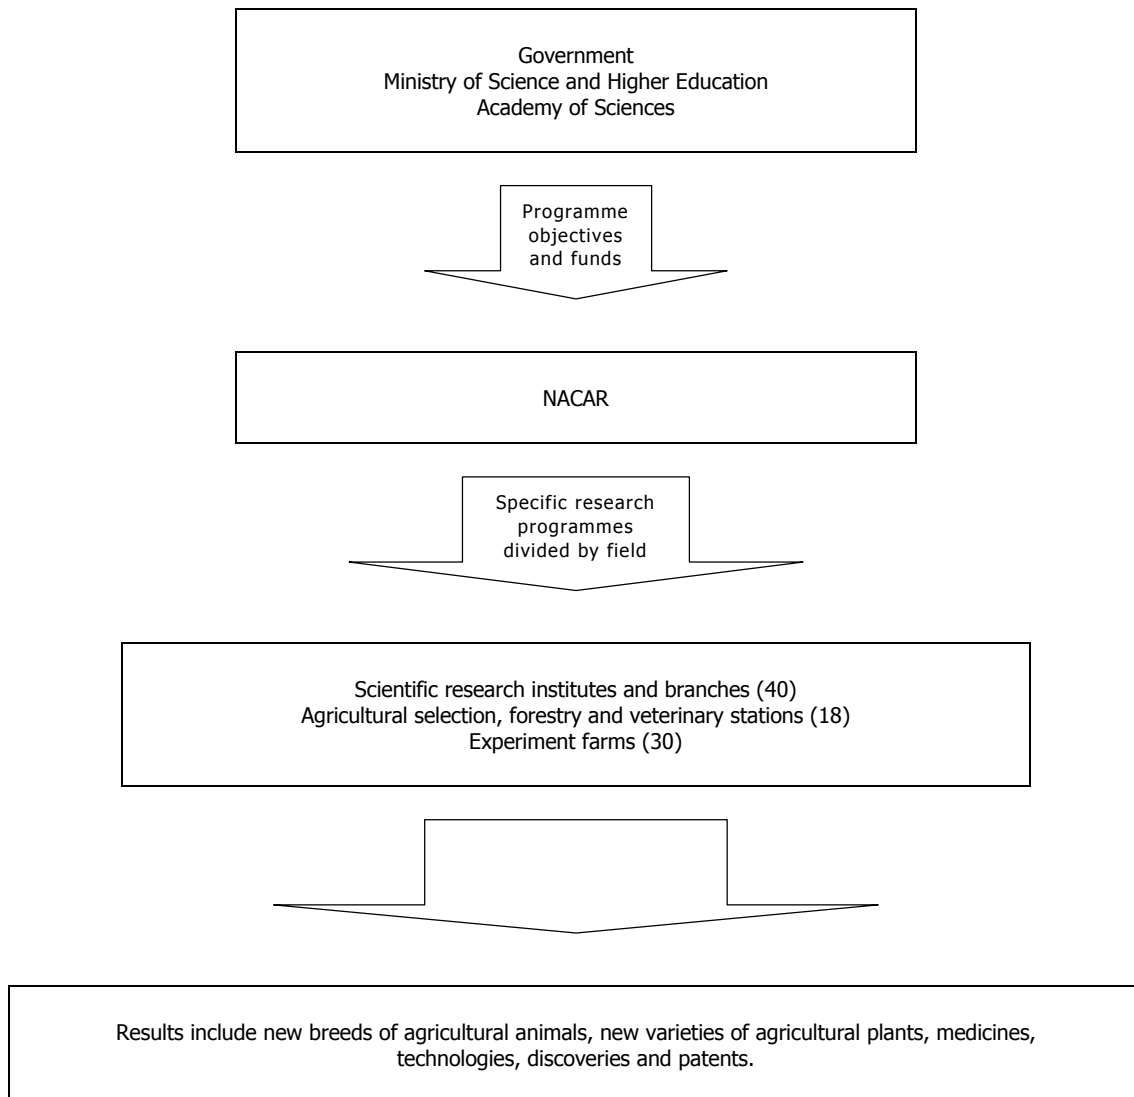 Government
Ministry of Science and Higher Education
Academy of Sciences
Programme
objectives
and funds
NACAR
Specific research
programmes
divided by field
Scientific research institutes and branches (40)
Agricultural selection, forestry and veterinary stations (18)
Experiment farms (30)
Results include new breeds of agricultural animals, new varieties of agricultural plants, medicines,
technologies, discoveries and patents.